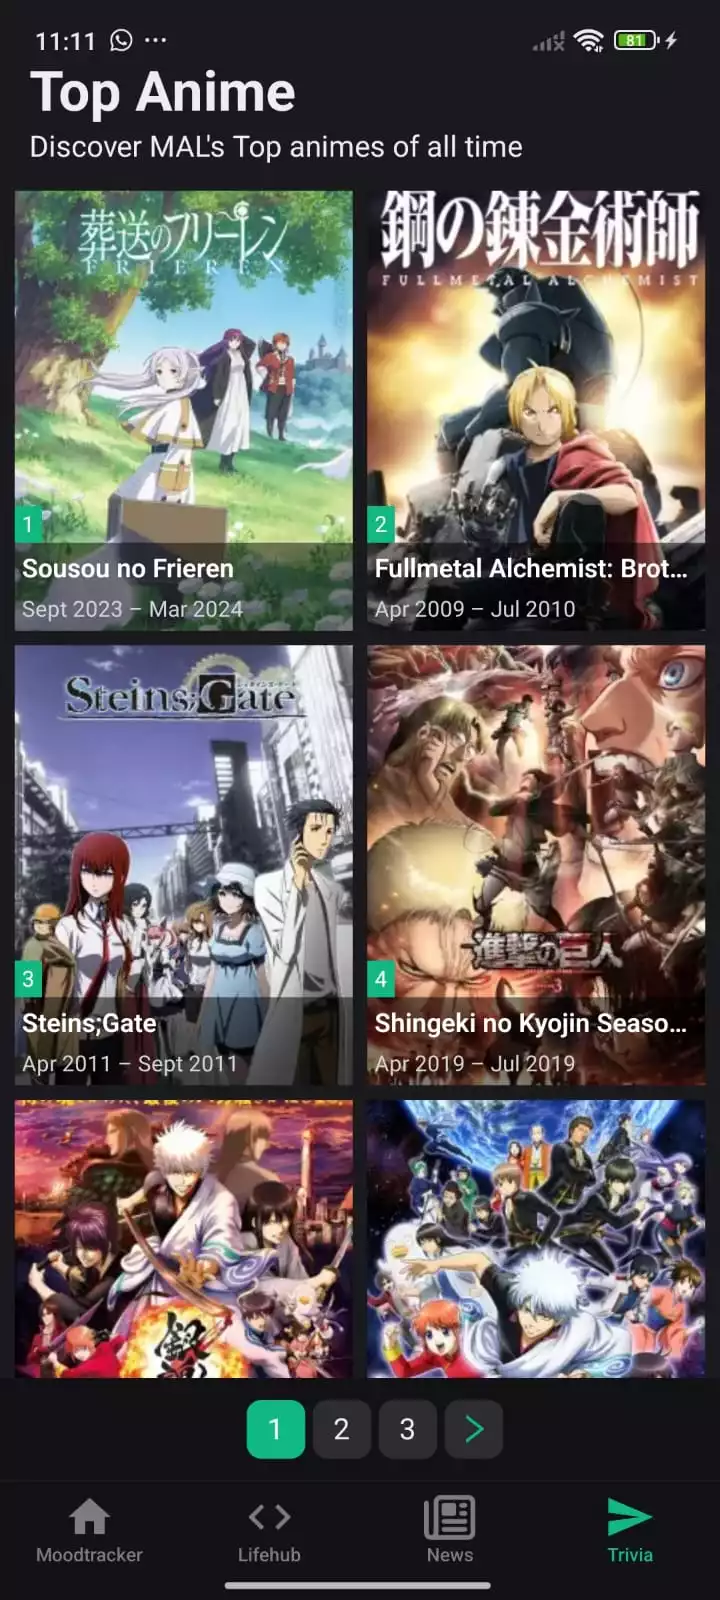 11:11
81
Top Anime
Discover MAL's Top animes of all time
葬送のフリーレン
FRIEREN
1
Sousou no Frieren
Sept 2023 – Mar 2024
鋼の錬金術師
FULLMETAL ALCHEMIST
2
Fullmetal Alchemist: Brot...
Apr 2009 – Jul 2010
Steins;Gate
3
Steins;Gate
Apr 2011 – Sept 2011
進撃の巨人
4
Shingeki no Kyojin Seaso...
Apr 2019 – Jul 2019
1 2 3
Moodtracker Lifehub News Trivia